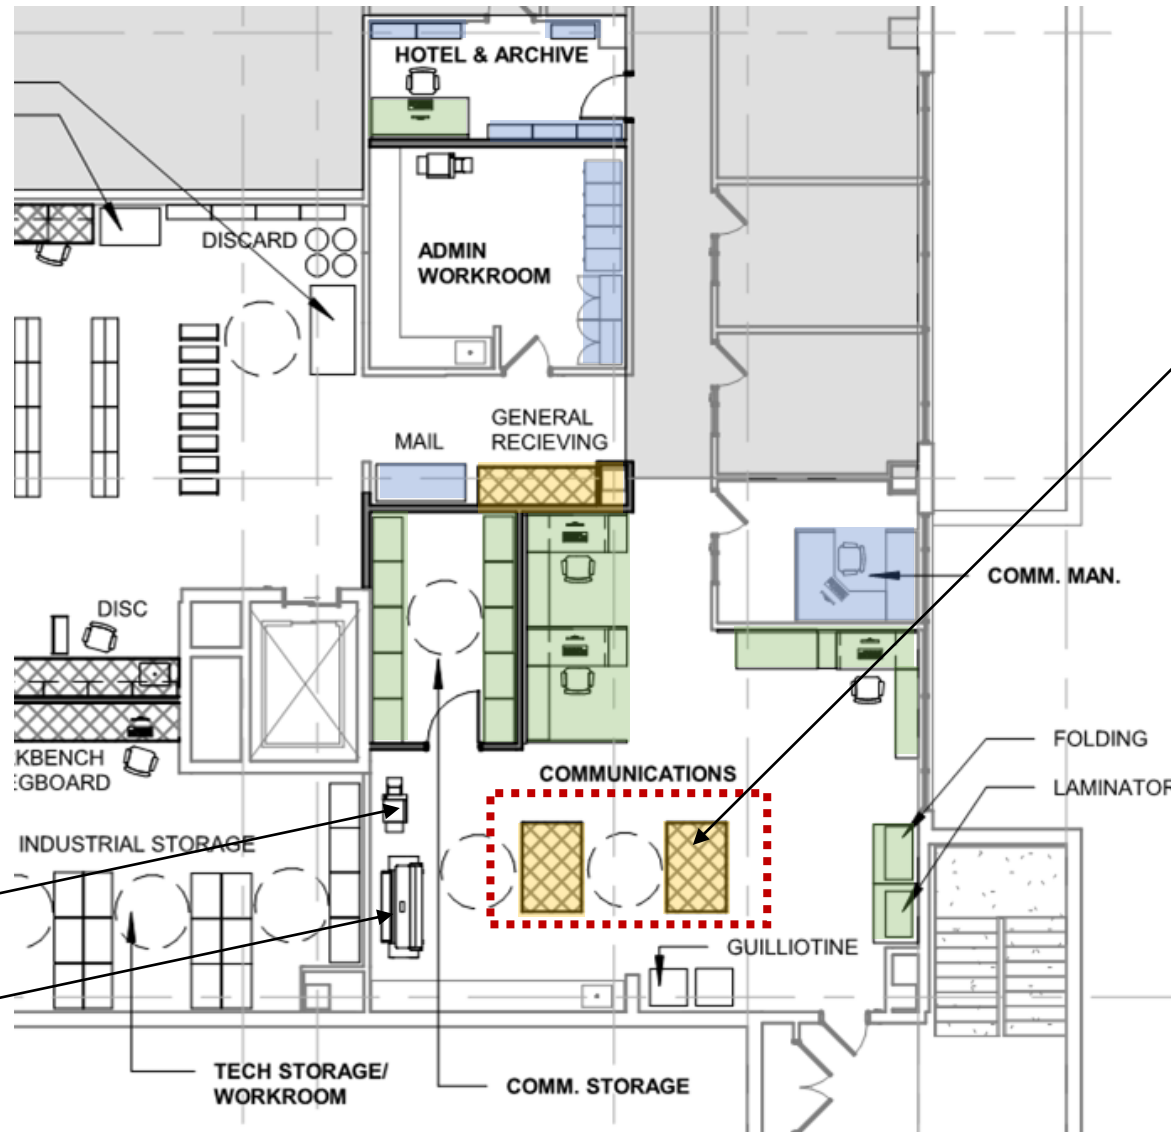 HOTEL & ARCHIVE
DISCARD
ADMIN
WORKROOM
MAIL
GENERAL
RECIEVING
COMM. MAN.
DISC
KBENCH
EGBOARD
COMMUNICATIONS
FOLDING
LAMINATOR
INDUSTRIAL STORAGE
GUILLIOTINE
TECH STORAGE/
WORKROOM
COMM. STORAGE